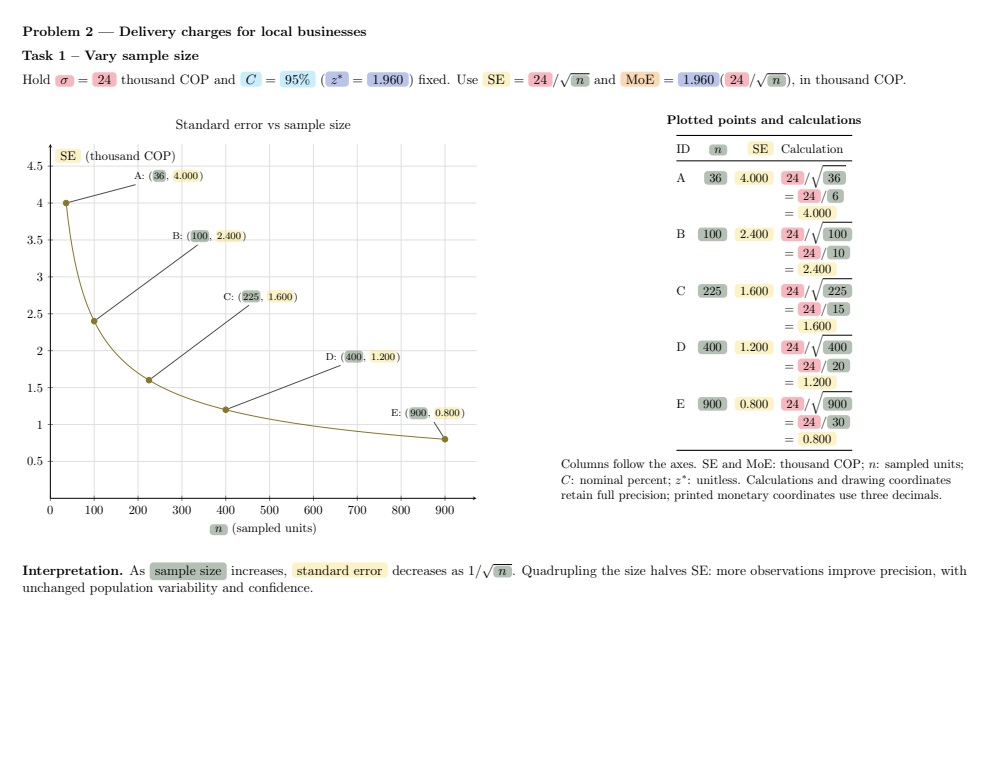 Problem 2 — Delivery charges for local businesses
Task 1 – Vary sample size
Hold σ = 24 thousand COP and C = 95% (z* = 1.960) fixed. Use SE = 24/√n and MoE = 1.960(24/√n), in thousand COP.
Standard error vs sample size
SE (thousand COP)
4.5
4
3.5
3
2.5
2
1.5
1
0.5
A: (36, 4.000)
B: (100, 2.400)
C: (225, 1.600)
D: (400, 1.200)
E: (900, 0.800)
0 100 200 300 400 500 600 700 800 900
n (sampled units)
Plotted points and calculations
ID n SE Calculation
A 36 4.000 24/√36
= 24/6
= 4.000
B 100 2.400 24/√100
= 24/10
= 2.400
C 225 1.600 24/√225
= 24/15
= 1.600
D 400 1.200 24/√400
= 24/20
= 1.200
E 900 0.800 24/√900
= 24/30
= 0.800
Columns follow the axes. SE and MoE: thousand COP; n: sampled units;
C: nominal percent; z*: unitless. Calculations and drawing coordinates
retain full precision; printed monetary coordinates use three decimals.
Interpretation. As sample size increases, standard error decreases as 1/√n. Quadrupling the size halves SE: more observations improve precision, with
unchanged population variability and confidence.